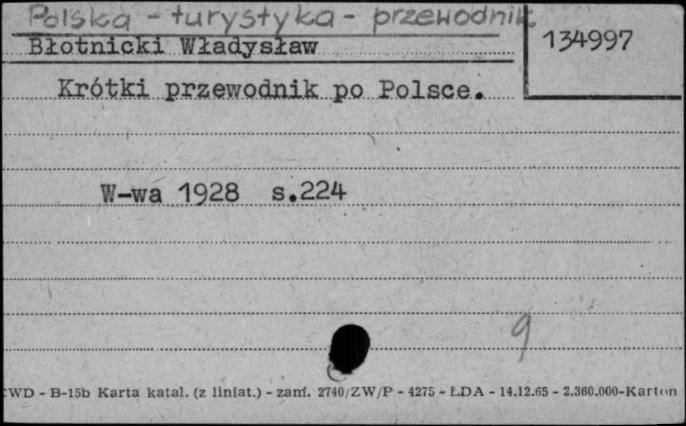 Polska - turystyka - przewodnik
134997
Błotnicki Władysław
Krótki przewodnik po Polsce.
W-wa 1928 s.224
9
CWD - B-15b Karta katal. (z liniat.) - zam. 2740/ZW/P - 4275 - ŁDA - 14.12.65 - 2.360.000-Karton